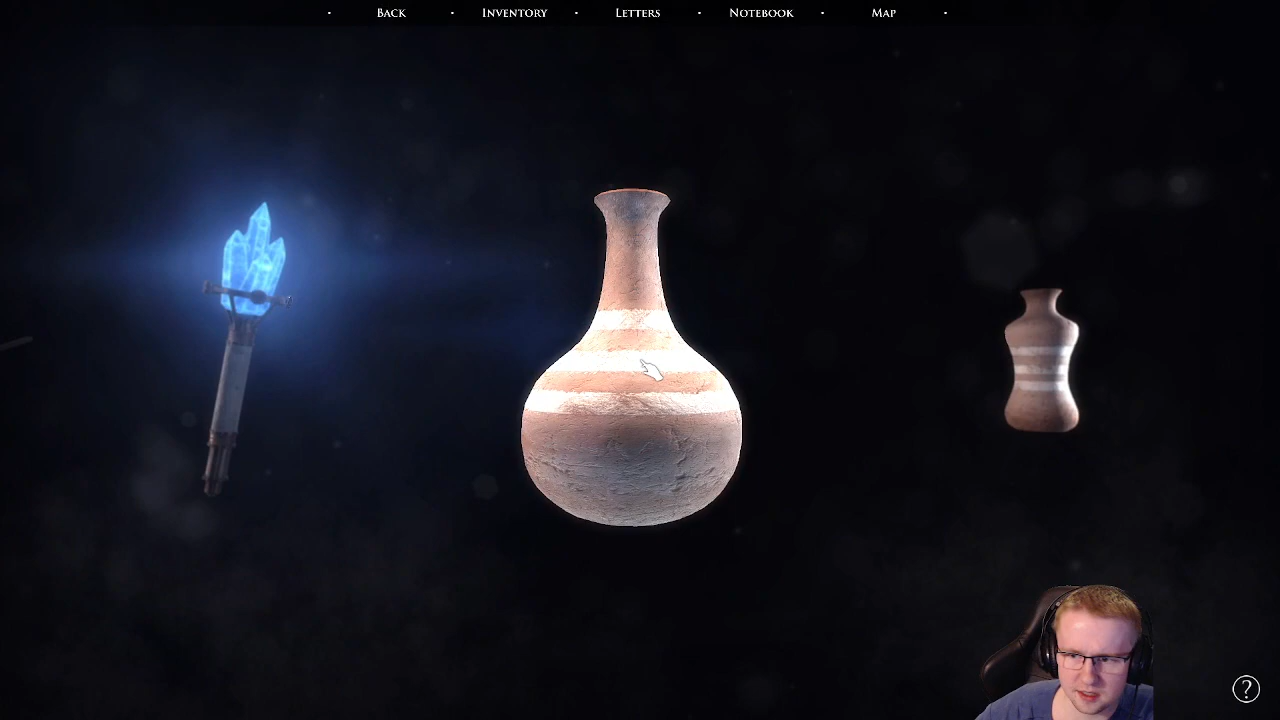 · BACK · INVENTORY · LETTERS · NOTEBOOK · MAP ·
?